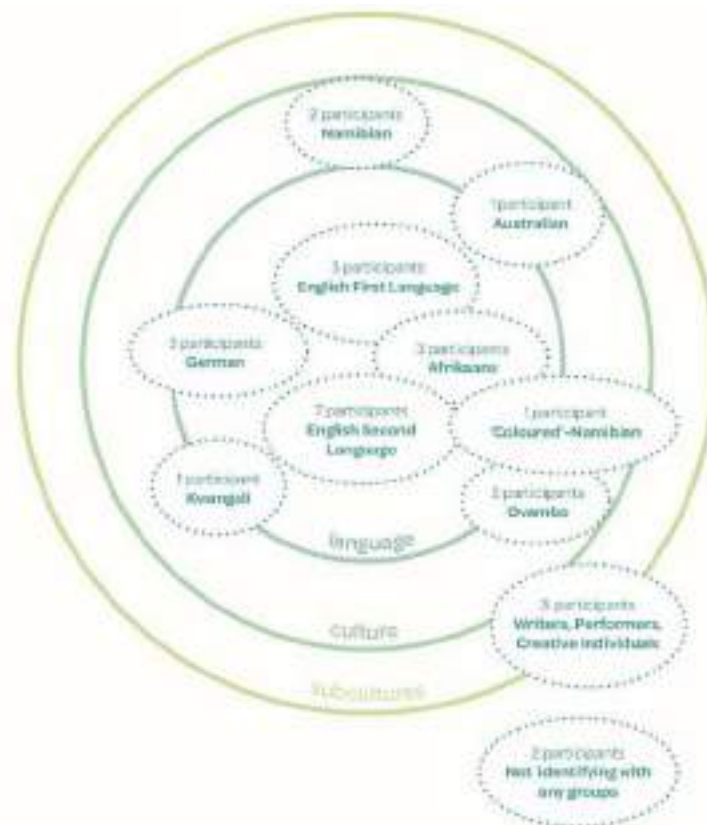 2 participants
Namibian
1 participant
Australian
3 participants
English First Language
3 participants
German
3 participants
Afrikaans
7 participants
English Second
Language
1 participant
'Coloured'-Namibian
1 participant
Kvangali
2 participants
Ovambo
language
3 participants
Writers, Performers,
Creative Individuals
culture
subcultures
2 participants
Not identifying with
any groups